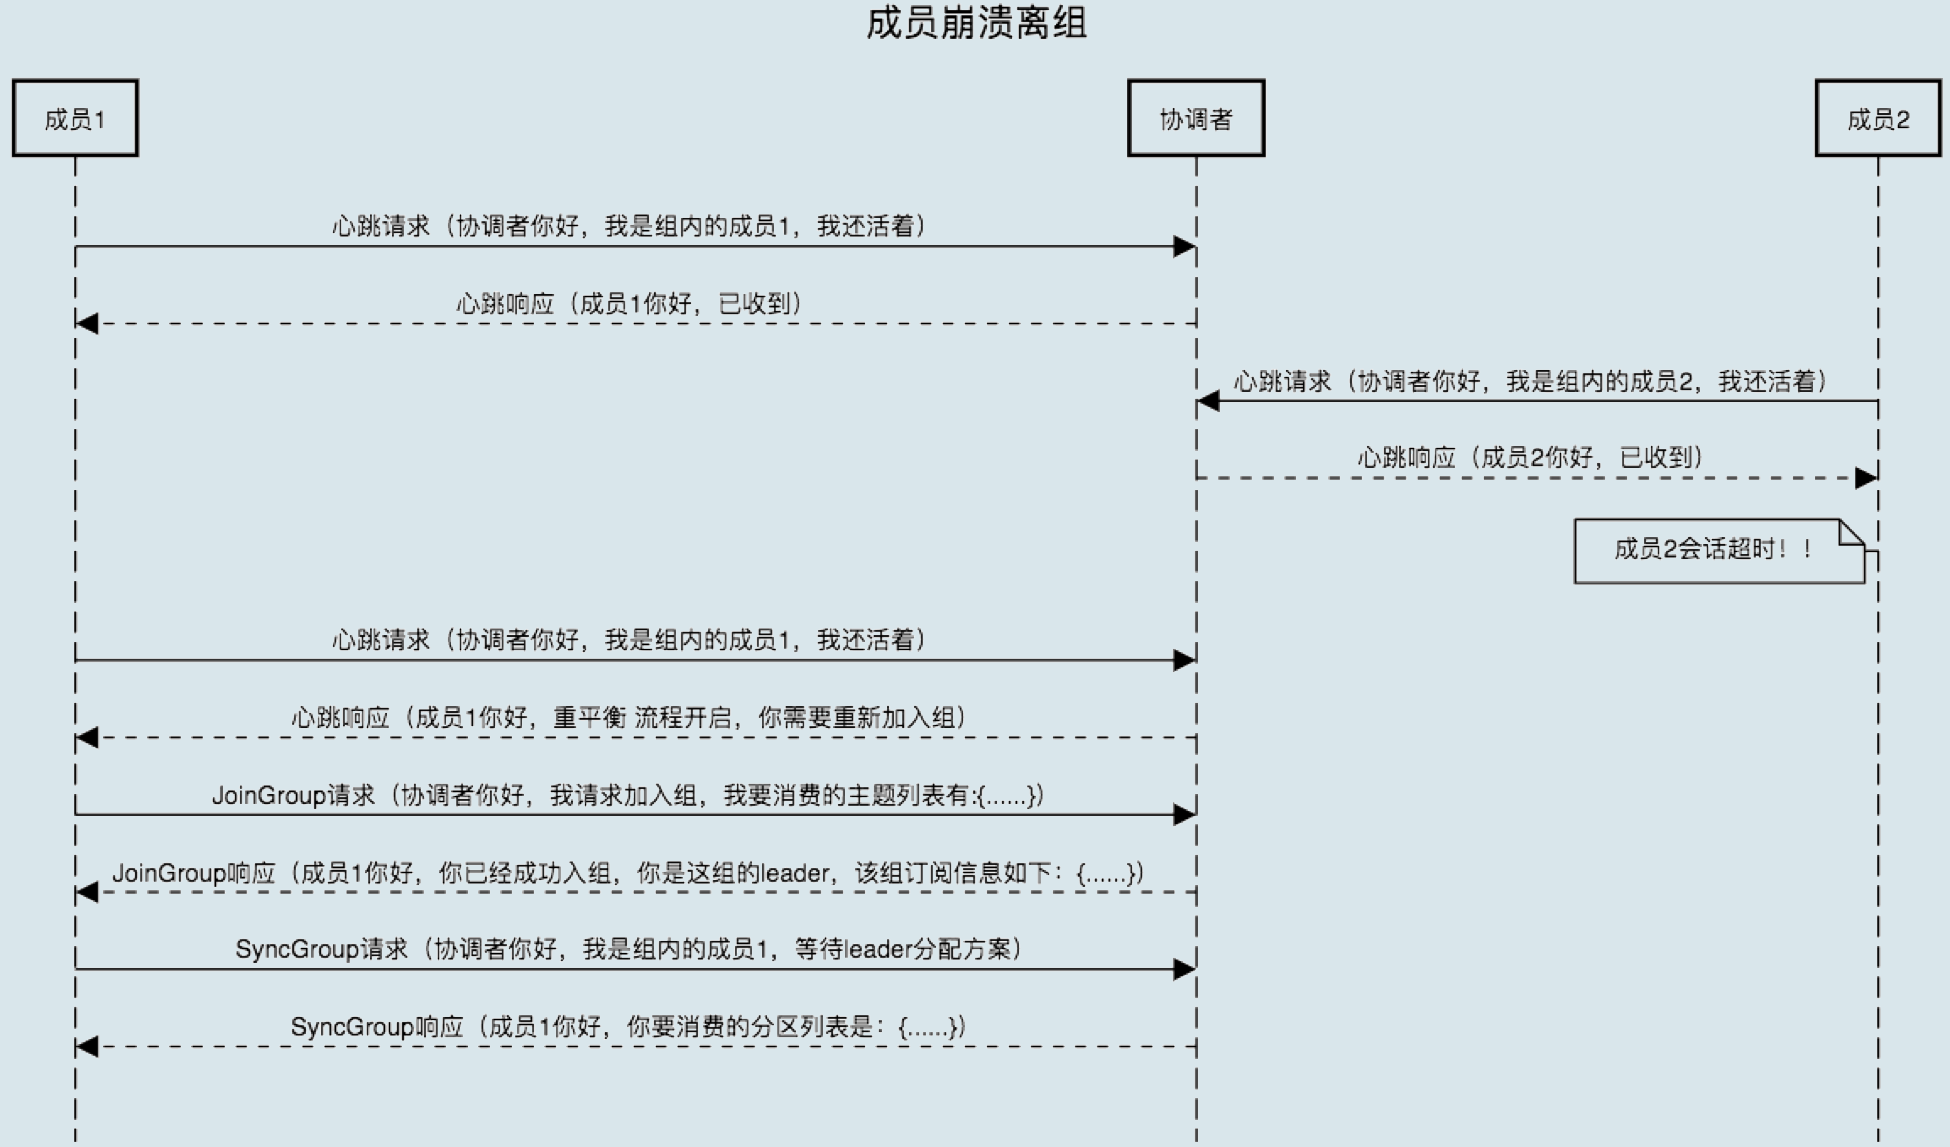 成员崩溃离组
成员1
协调者
成员2
心跳请求（协调者你好，我是组内的成员1，我还活着）
心跳响应（成员1你好，已收到）
心跳请求（协调者你好，我是组内的成员2，我还活着）
心跳响应（成员2你好，已收到）
成员2会话超时！！
心跳请求（协调者你好，我是组内的成员1，我还活着）
心跳响应（成员1你好，重平衡 流程开启，你需要重新加入组）
JoinGroup请求（协调者你好，我请求加入组，我要消费的主题列表有:{......}）
JoinGroup响应（成员1你好，你已经成功入组，你是这组的leader，该组订阅信息如下：{......}）
SyncGroup请求（协调者你好，我是组内的成员1，等待leader分配方案）
SyncGroup响应（成员1你好，你要消费的分区列表是：{......}）